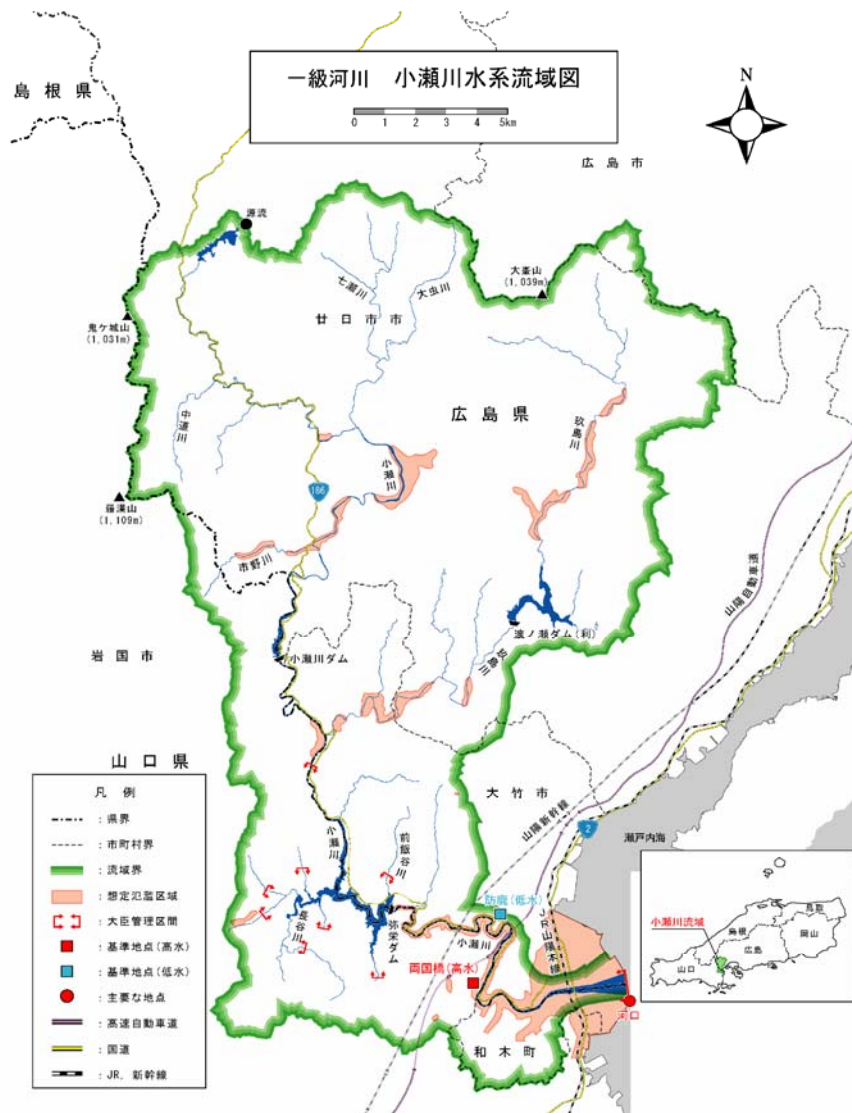 一級河川 小瀬川水系流域図
0 1 2 3 4 5km
N
島根県
広島市
源流
大峯山
(1,039m)
七瀬川
大虫川
鬼ケ城山
(1,031m)
廿日市市
広島県
中道川
玖島川
小瀬川
186
羅漢山
(1,109m)
市野川
山陽自動車道
渡ノ瀬ダム(利)
岩国市
小瀬川ダム
玖島川
山口県
大竹市
山陽新幹線
2
瀬戸内海
小瀬川
前飯谷川
防鹿(低水)
長谷川
弥栄ダム
小瀬川
JR山陽本線
両国橋(高水)
河口
和木町
凡例
:県界
:市町村界
:流域界
:想定氾濫区域
:大臣管理区間
:基準地点(高水)
:基準地点(低水)
:主要な地点
:高速自動車道
:国道
:JR、新幹線
小瀬川流域
鳥取
島根
岡山
広島
山口